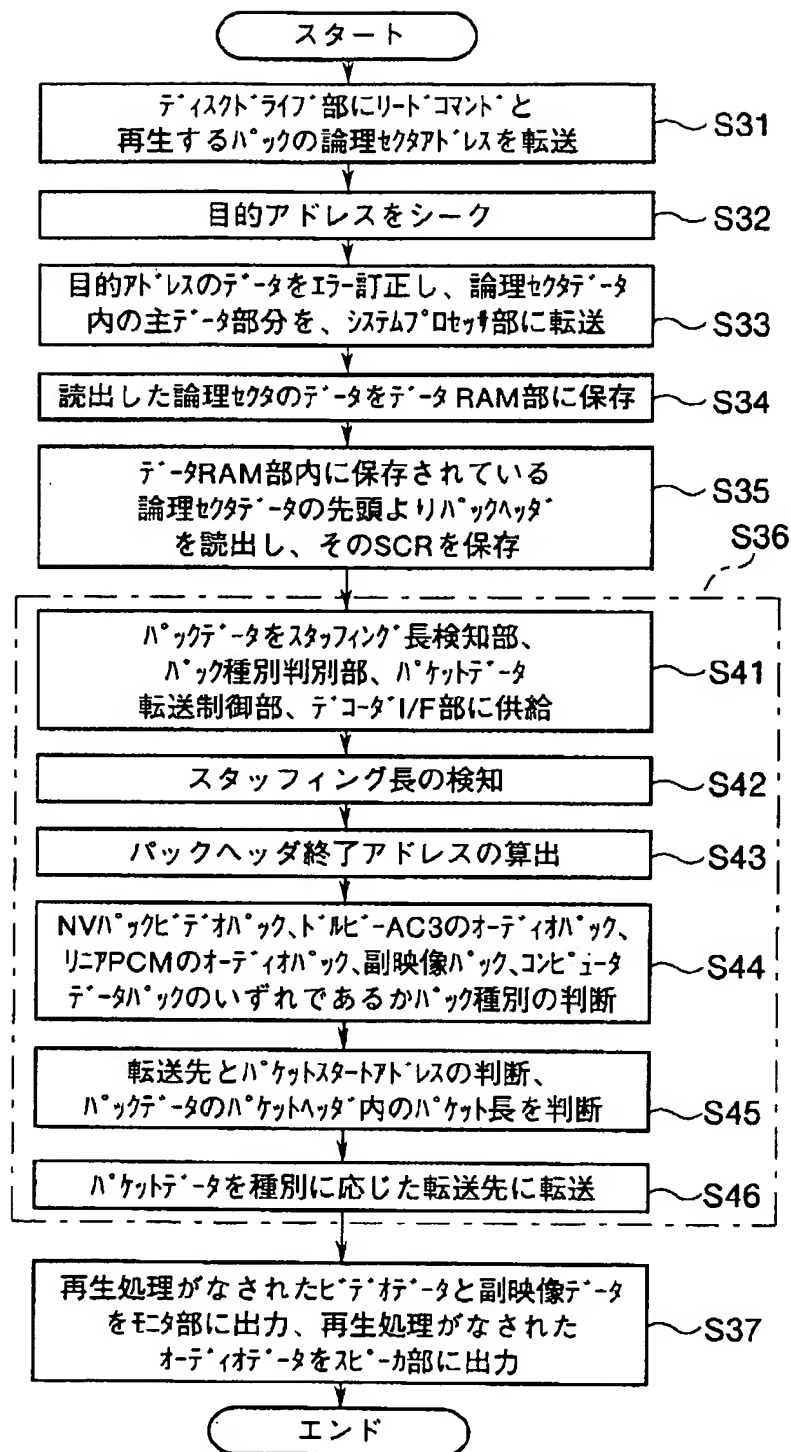 スタート
ﾃﾞｨｽｸﾄﾞﾗｲﾌﾞ部にﾘｰﾄﾞｺﾏﾝﾄﾞと
再生するﾊﾟｯｸの論理ｾｸﾀｱﾄﾞﾚｽを転送
S31
目的アドレスをシーク
S32
目的ｱﾄﾞﾚｽのデータをｴﾗｰ訂正し、論理ｾｸﾀﾃﾞｰﾀ
内の主ﾃﾞｰﾀ部分を、ｼｽﾃﾑﾌﾟﾛｾｯｻ部に転送
S33
読出した論理ｾｸﾀのﾃﾞｰﾀをﾃﾞｰﾀRAM部に保存
S34
ﾃﾞｰﾀRAM部内に保存されている
論理ｾｸﾀﾃﾞｰﾀの先頭よりﾊﾟｯｸﾍｯﾀﾞ
を読出し、そのSCRを保存
S35
S36
ﾊﾟｯｸﾃﾞｰﾀをｽﾀｯﾌｨﾝｸﾞ長検知部、
ﾊﾟｯｸ種別判別部、ﾊﾟｹｯﾄﾃﾞｰﾀ
転送制御部、ﾃﾞｺｰﾀﾞI/F部に供給
S41
スタッフィング長の検知
S42
パックヘッダ終了アドレスの算出
S43
NVﾊﾟｯｸﾋﾞﾃﾞｵﾊﾟｯｸ、ﾄﾞﾙﾋﾞｰAC3のｵｰﾃﾞｨｵﾊﾟｯｸ、
ﾘﾆｱPCMのｵｰﾃﾞｨｵﾊﾟｯｸ、副映像ﾊﾟｯｸ、ｺﾝﾋﾟｭｰﾀ
ﾃﾞｰﾀﾊﾟｯｸのいずれであるかﾊﾟｯｸ種別の判断
S44
転送先とﾊﾟｹｯﾄｽﾀｰﾄｱﾄﾞﾚｽの判断、
ﾊﾟｯｸﾃﾞｰﾀのﾊﾟｹｯﾄﾍｯﾀﾞ内のﾊﾟｹｯﾄ長を判断
S45
ﾊﾟｹｯﾄﾃﾞｰﾀを種別に応じた転送先に転送
S46
再生処理がなされたﾋﾞﾃﾞｵﾃﾞｰﾀと副映像ﾃﾞｰﾀ
をﾓﾆﾀ部に出力、再生処理がなされた
ｵｰﾃﾞｨｵﾃﾞｰﾀをｽﾋﾟｰｶ部に出力
S37
エンド